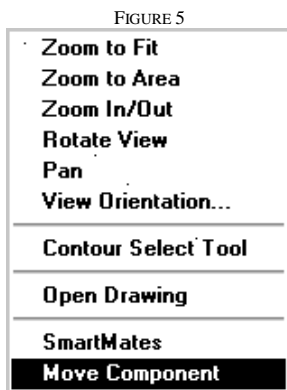 FIGURE 5
Zoom to Fit
Zoom to Area
Zoom In/Out
Rotate View
Pan
View Orientation...
Contour Select Tool
Open Drawing
SmartMates
Move Component